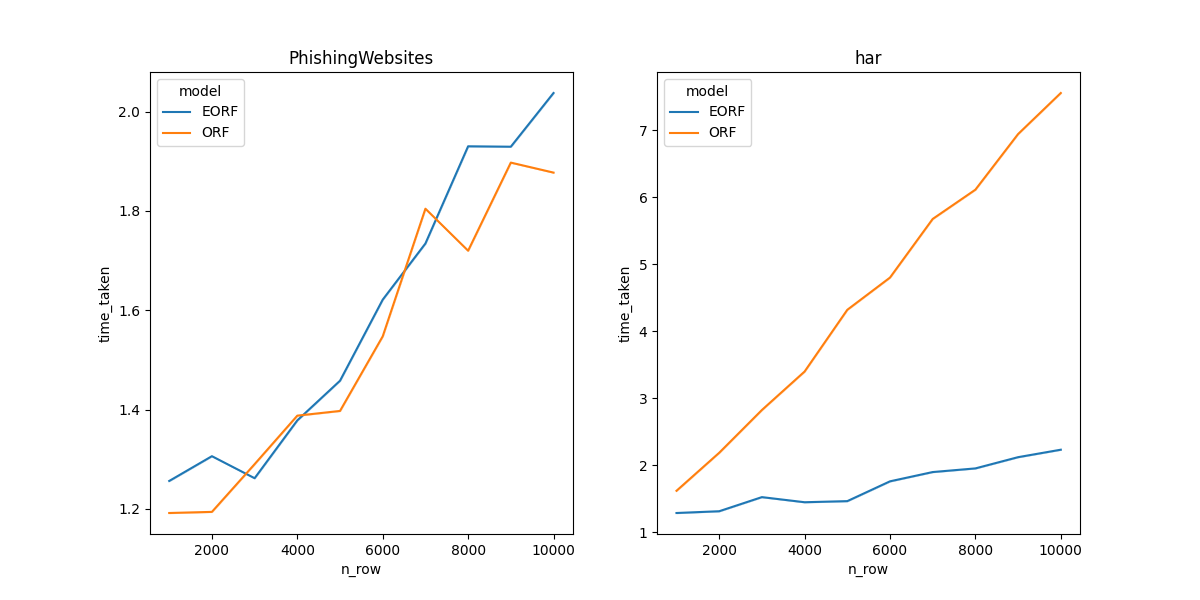 PhishingWebsites
model
EORF
ORF
2.0
1.8
1.6
1.4
1.2
time_taken
2000 4000 6000 8000 10000
n_row
har
model
EORF
ORF
7
6
5
4
3
2
1
time_taken
2000 4000 6000 8000 10000
n_row